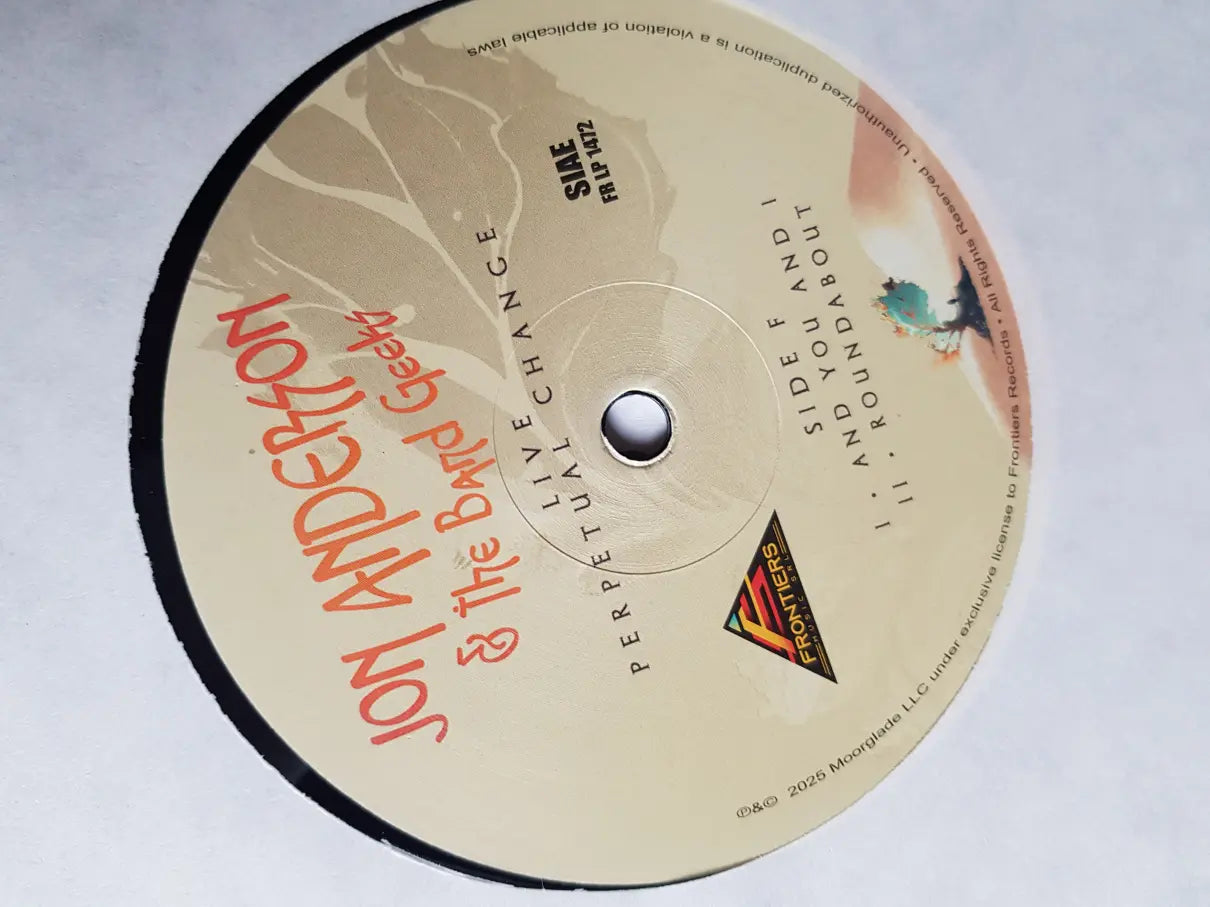 JON ANDERSON
& THE BAND GEEKS
LIVE CHANCE
PERPETUAL
SIAE
FR LP 1472
FRONTIERS
MUSIC SRL
SIDE F
I. AND YOU AND I
II. ROUNDABOUT
℗&© 2025 Moorglade LLC under exclusive license to Frontiers Records • All Rights Reserved • Unauthorized duplication is a violation of applicable laws